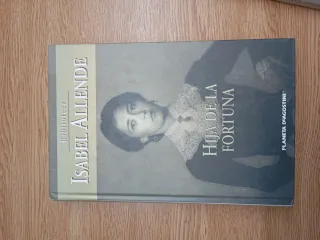 BIBLIOTECA
ISABEL ALLENDE
HIJA DE LA
FORTUNA
PLANETA DEAGOSTINI